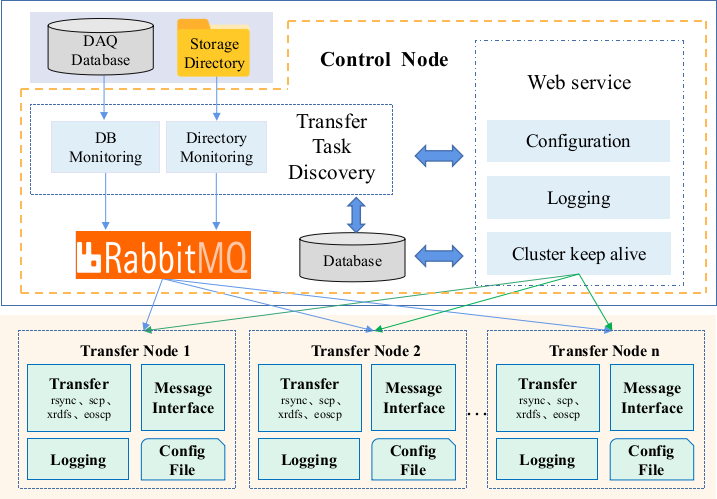 DAQ
Database
Storage
Directory
Control Node
Web service
DB
Monitoring
Directory
Monitoring
Transfer
Task
Discovery
Configuration
Logging
Cluster keep alive
RabbitMQ
Database
Transfer Node 1
Transfer
rsync、scp、
xrdfs、eoscp
Message
Interface
Logging
Config
File
Transfer Node 2
Transfer
rsync、scp、
xrdfs、eoscp
Message
Interface
Logging
Config
File
...
Transfer Node n
Transfer
rsync、scp、
xrdfs、eoscp
Message
Interface
Logging
Config
File